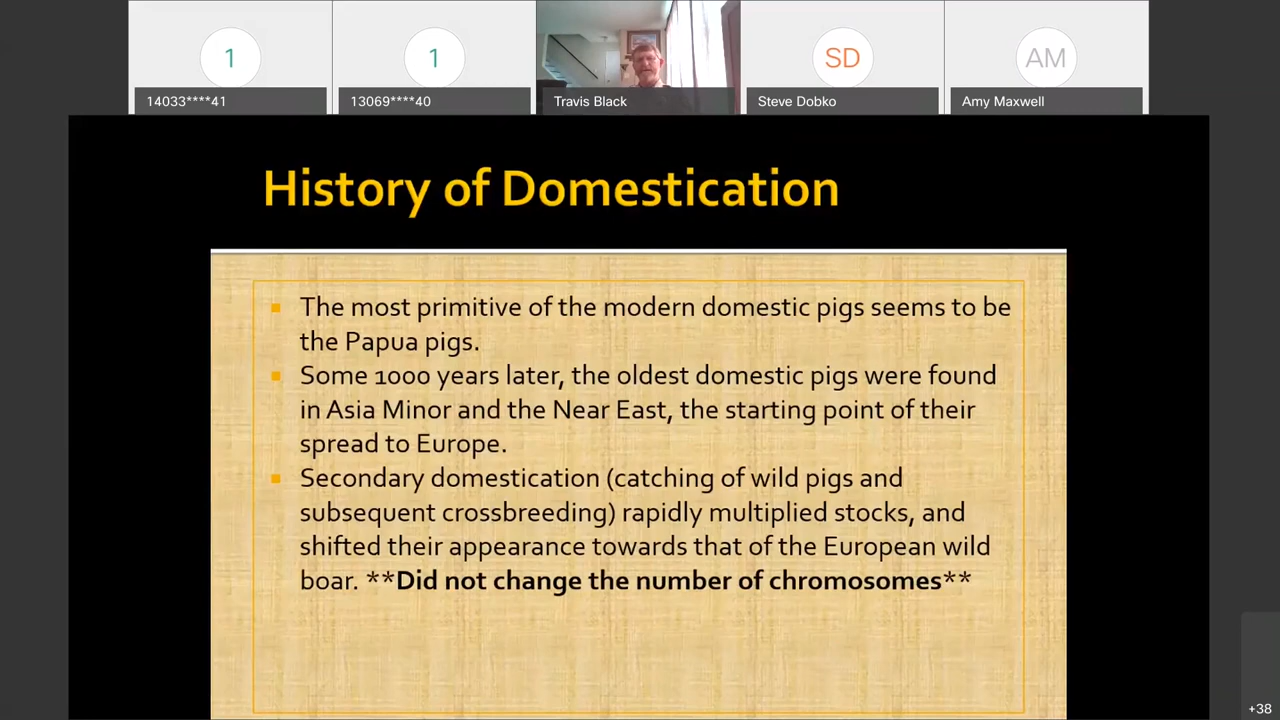 1
1
SD
AM
14033****41
13069****40
Travis Black
Steve Dobko
Amy Maxwell
History of Domestication
The most primitive of the modern domestic pigs seems to be
the Papua pigs.
Some 1000 years later, the oldest domestic pigs were found
in Asia Minor and the Near East, the starting point of their
spread to Europe.
Secondary domestication (catching of wild pigs and
subsequent crossbreeding) rapidly multiplied stocks, and
shifted their appearance towards that of the European wild
boar. **Did not change the number of chromosomes**
+38